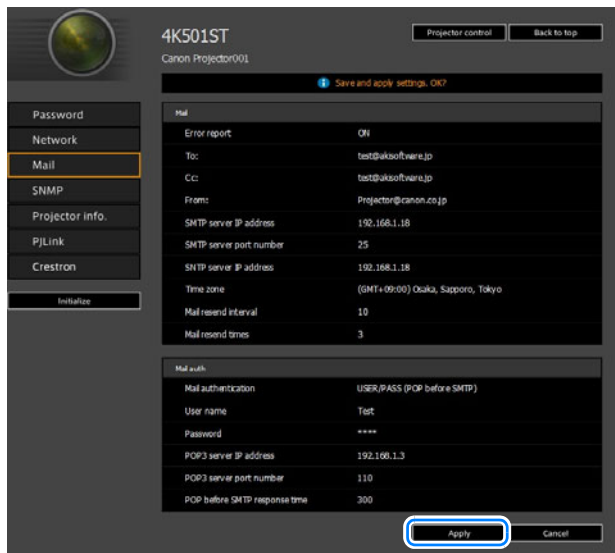 4K501ST
Projector control
Back to top
Canon Projector001
Save and apply settings. OK?
Password
Network
Mail
SNMP
Projector info.
PJLink
Crestron
Initialize
Mail
Error report ON
To: test@akisoftware.jp
Cc: test@akisoftware.jp
From: Projector@canon.co.jp
SMTP server IP address 192.168.1.18
SMTP server port number 25
SNTP server IP address 192.168.1.18
Time zone (GMT+09:00) Osaka, Sapporo, Tokyo
Mail resend interval 10
Mail resend times 3
Mail auth
Mail authentication USER/PASS (POP before SMTP)
User name Test
Password ****
POP3 server IP address 192.168.1.3
POP3 server port number 110
POP before SMTP response time 300
Apply
Cancel